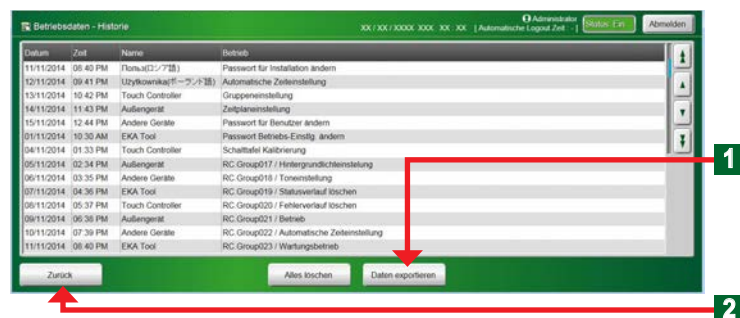 Betriebsdaten - Historie
XX / XX / XXXX XXX XX : XX [ Automatische Logout Zeit : - ]
Administrator
Status: Ein
Abmelden
Datum Zeit Name Betrieb
11/11/2014 08:40 PM Польз(ロシア語) Passwort für Installation ändern
12/11/2014 09:41 PM Użytkownika(ポーランド語) Automatische Zeiteinstellung
13/11/2014 10:42 PM Touch Controller Gruppeneinstellung
14/11/2014 11:43 PM Außengerät Zeitplaneinstellung
15/11/2014 12:44 PM Andere Geräte Passwort für Benutzer ändern
01/11/2014 10:30 AM EKA Tool Passwort Betriebs-Einstlg. ändern
04/11/2014 01:33 PM Touch Controller Schalttafel Kalibrierung
05/11/2014 02:34 PM Außengerät RC.Group017 / Hintergrundlichteinstelung
06/11/2014 03:35 PM Andere Geräte RC.Group018 / Toneinstellung
07/11/2014 04:36 PM EKA Tool RC.Group019 / Statusverlauf löschen
08/11/2014 05:37 PM Touch Controller RC.Group020 / Fehlerverlauf löschen
09/11/2014 06:38 PM Außengerät RC.Group021 / Betrieb
10/11/2014 07:39 PM Andere Geräte RC.Group022 / Automatische Zeiteinstellung
11/11/2014 08:40 PM EKA Tool RC.Group023 / Wartungsbetrieb
1
Zurück Alles löschen Daten exportieren
2